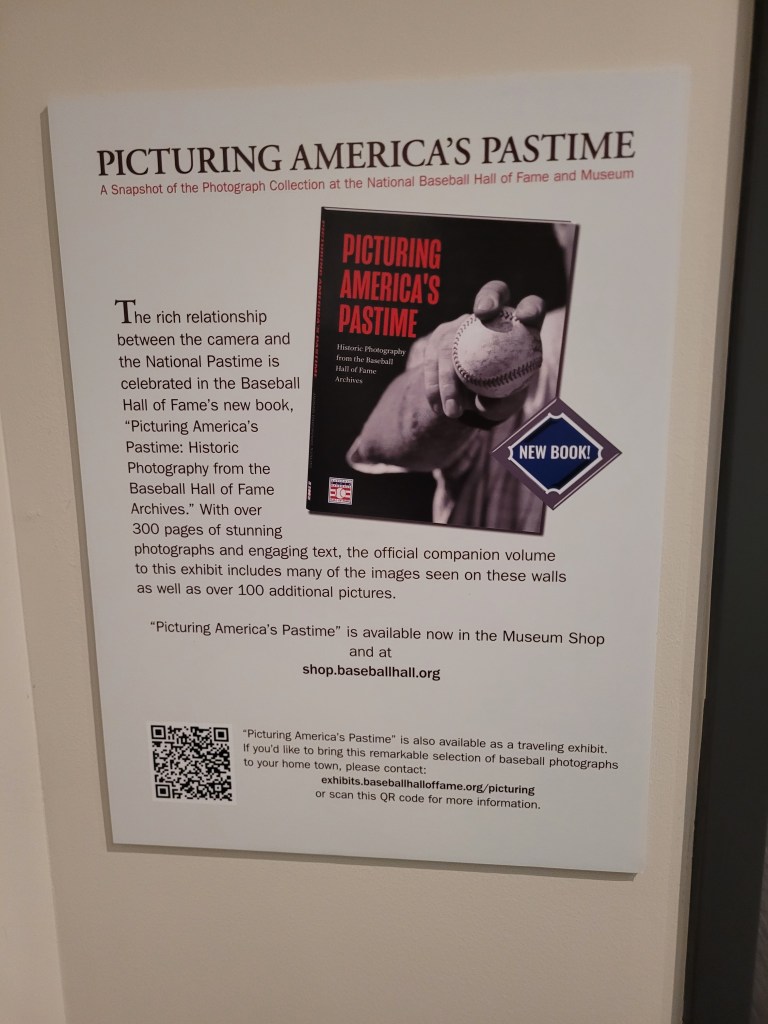 PICTURING AMERICA'S PASTIME
A Snapshot of the Photograph Collection at the National Baseball Hall of Fame and Museum
PICTURING
AMERICA'S
PASTIME
Historic Photography
from the Baseball
Hall of Fame
Archives
NEW BOOK!
The rich relationship
between the camera and
the National Pastime is
celebrated in the Baseball
Hall of Fame's new book,
“Picturing America's
Pastime: Historic
Photography from the
Baseball Hall of Fame
Archives.” With over
300 pages of stunning
photographs and engaging text, the official companion volume
to this exhibit includes many of the images seen on these walls
as well as over 100 additional pictures.
“Picturing America's Pastime” is available now in the Museum Shop
and at
shop.baseballhall.org
“Picturing America's Pastime” is also available as a traveling exhibit.
If you'd like to bring this remarkable selection of baseball photographs
to your home town, please contact:
exhibits.baseballhalloffame.org/picturing
or scan this QR code for more information.